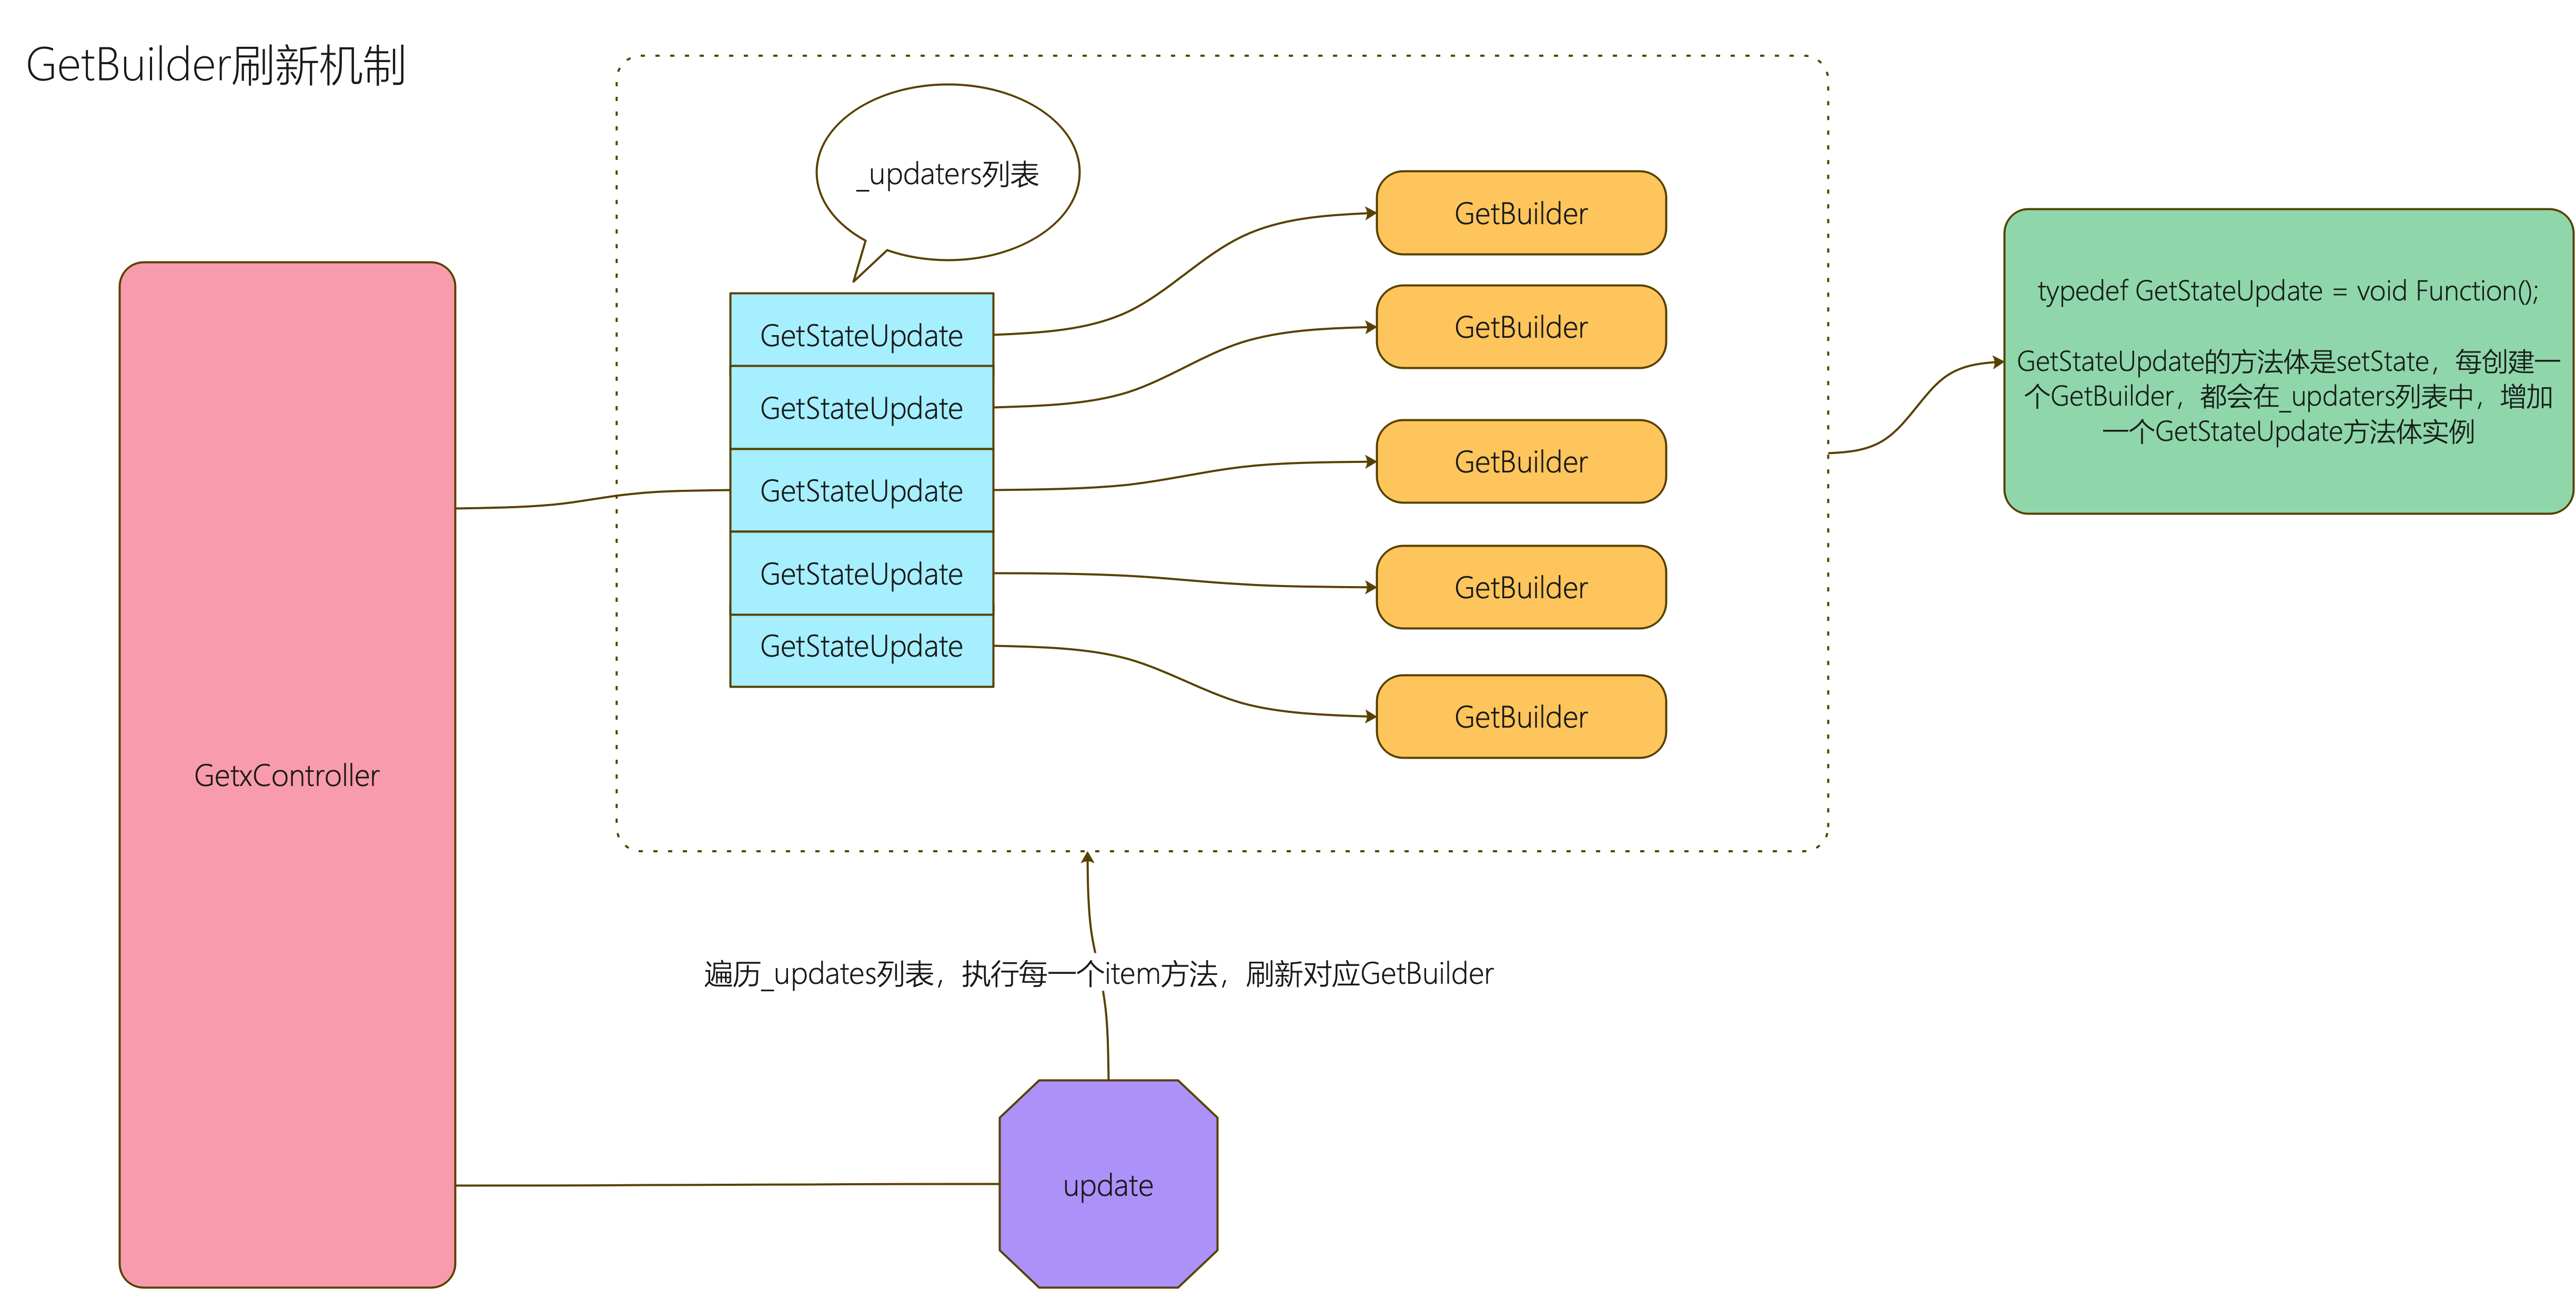 GetBuilder刷新机制
_updaters列表
GetStateUpdate
GetStateUpdate
GetStateUpdate
GetStateUpdate
GetStateUpdate
GetBuilder
GetBuilder
GetBuilder
GetBuilder
GetBuilder
typedef GetStateUpdate = void Function();
GetStateUpdate的方法体是setState，每创建一
个GetBuilder，都会在_updaters列表中，增加
一个GetStateUpdate方法体实例
GetxController
遍历_updates列表，执行每一个item方法，刷新对应GetBuilder
update